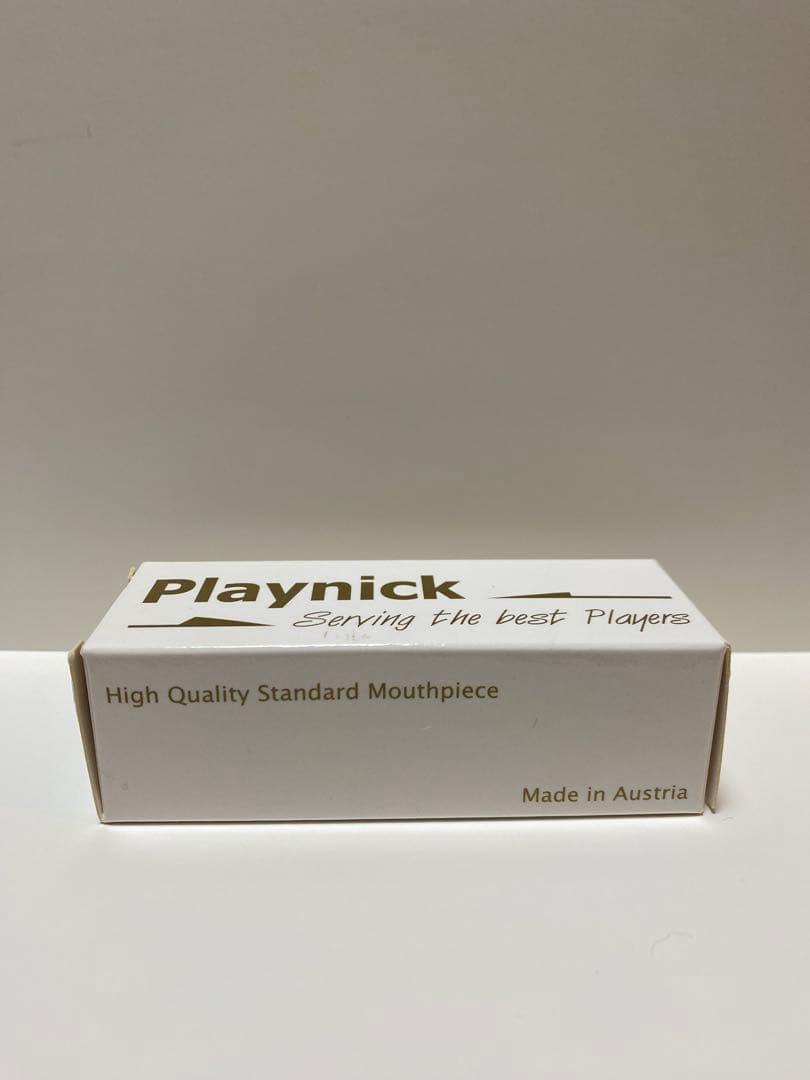 Playnick
Serving the best Players
High Quality Standard Mouthpiece
Made in Austria